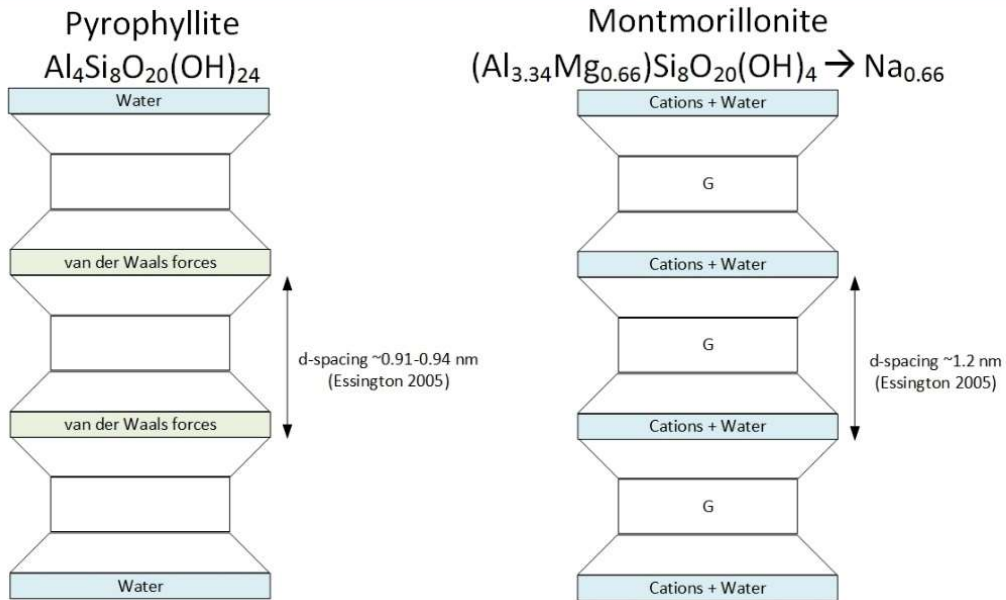 Pyrophyllite
Al₄Si₈O₂₀(OH)₂₄
Water
van der Waals forces
d-spacing ~0.91-0.94 nm
(Essington 2005)
van der Waals forces
Water
Montmorillonite
(Al₃.₃₄Mg₀.₆₆)Si₈O₂₀(OH)₄ → Na₀.₆₆
Cations + Water
G
Cations + Water
G
d-spacing ~1.2 nm
(Essington 2005)
Cations + Water
G
Cations + Water